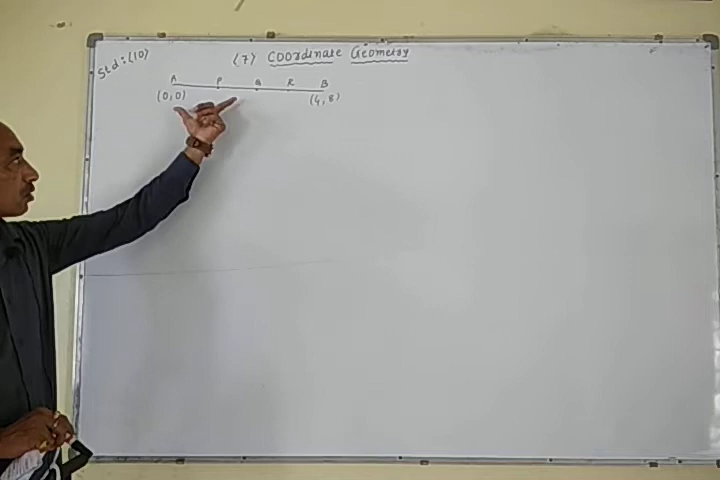 Std:(10)
(7) Coordinate Geometry
A P Q R B
(0,0) (4,8)